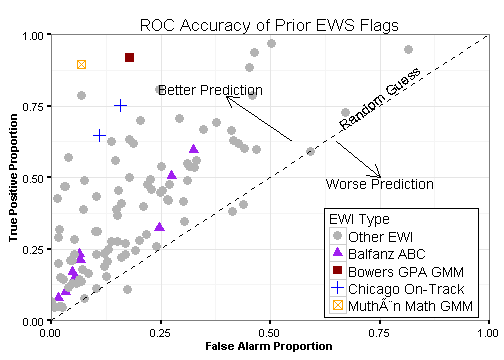 ROC Accuracy of Prior EWS Flags
1.00
0.75
0.50
0.25
0.00
True Positive Proportion
Better Prediction
Random Guess
Worse Prediction
EWI Type
Other EWI
Balfanz ABC
Bowers GPA GMM
Chicago On-Track
MuthÃ¨n Math GMM
0.00 0.25 0.50 0.75 1.00
False Alarm Proportion